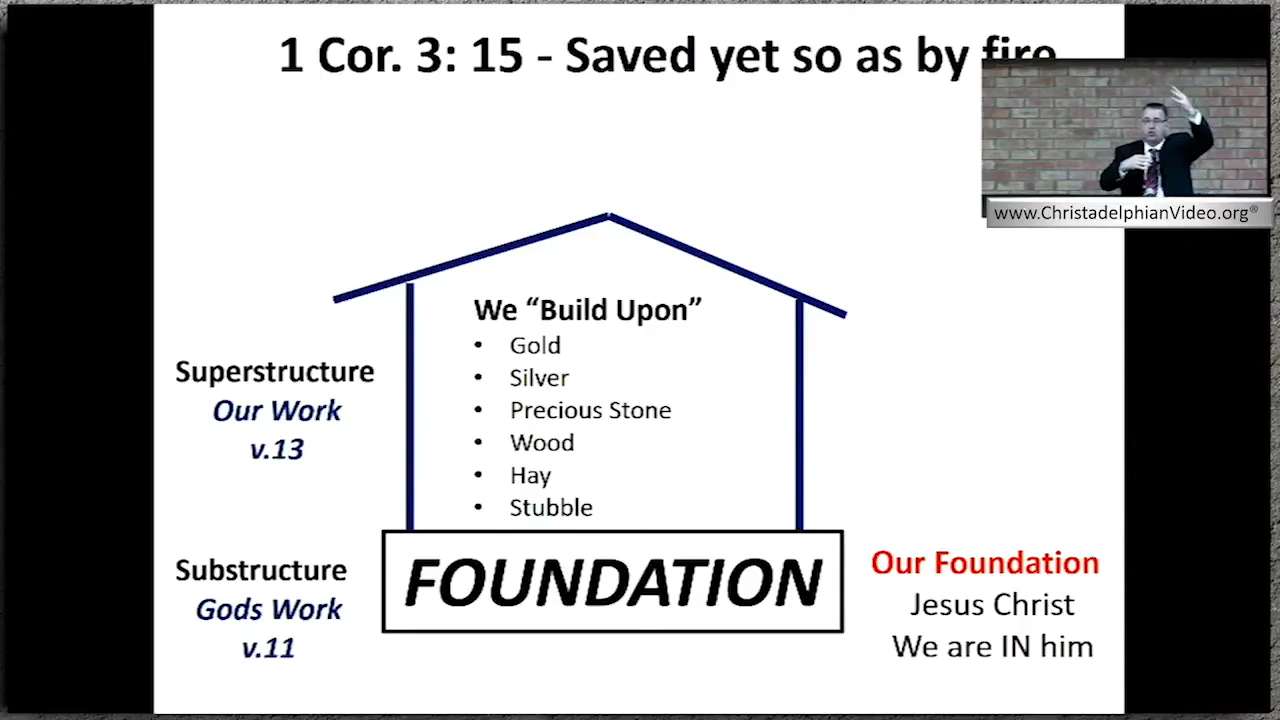 1 Cor. 3: 15 - Saved yet so as by fire
www.ChristadelphianVideo.org®
We “Build Upon”
• Gold
• Silver
• Precious Stone
• Wood
• Hay
• Stubble
Superstructure
Our Work
v.13
FOUNDATION
Substructure
Gods Work
v.11
Our Foundation
Jesus Christ
We are IN him